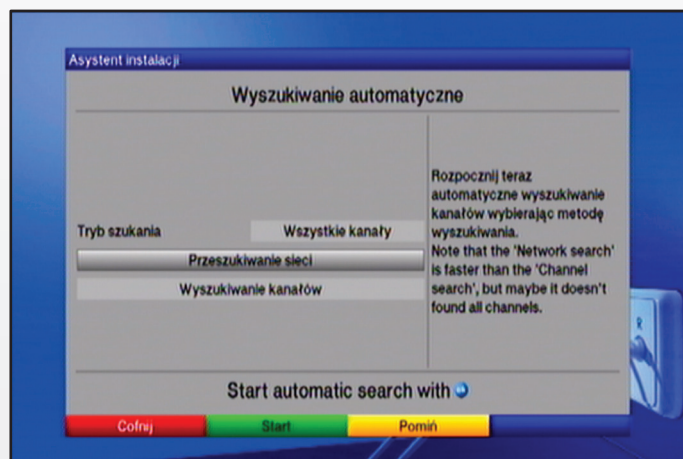 Asystent instalacji
Wyszukiwanie automatyczne
Tryb szukania Wszystkie kanały
Przeszukiwanie sieci
Wyszukiwanie kanałów
Rozpocznij teraz
automatyczne wyszukiwanie
kanałów wybierając metodę
wyszukiwania.
Note that the 'Network search'
is faster than the 'Channel
search', but maybe it doesn't
found all channels.
R
Start automatic search with
Cofnij Start Pomiń